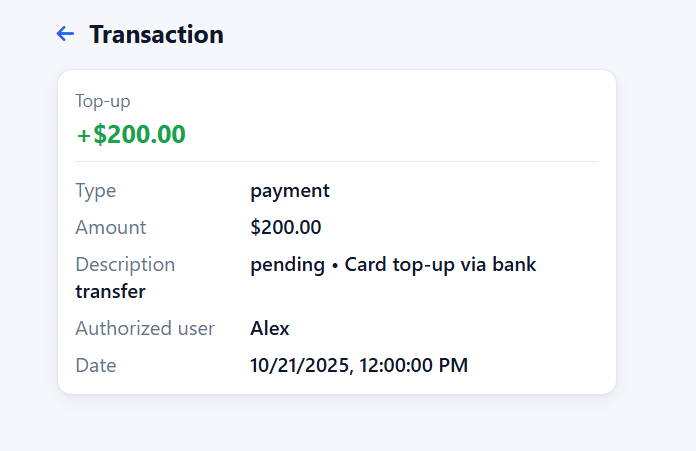 Transaction
Top-up
+$200.00
Type payment
Amount $200.00
Description pending • Card top-up via bank
transfer
Authorized user Alex
Date 10/21/2025, 12:00:00 PM